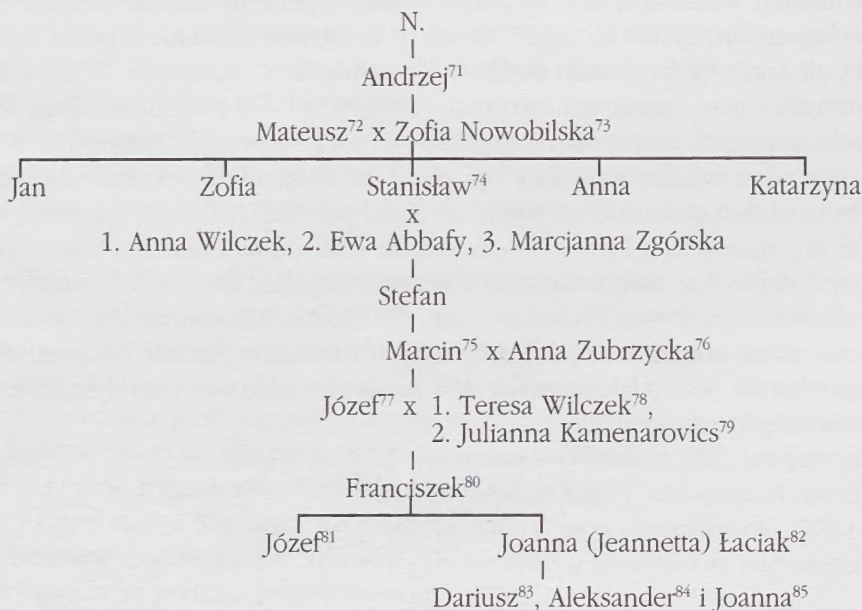 N.
Andrzej⁷¹
Mateusz⁷² x Zofia Nowobilska⁷³
Jan Zofia Stanisław⁷⁴ Anna Katarzyna
x
1. Anna Wilczek, 2. Ewa Abbafy, 3. Marcjanna Zgórska
Stefan
Marcin⁷⁵ x Anna Zubrzycka⁷⁶
Józef⁷⁷ x 1. Teresa Wilczek⁷⁸,
2. Julianna Kamenarovics⁷⁹
Franciszek⁸⁰
Józef⁸¹ Joanna (Jeannetta) Łaciak⁸²
Dariusz⁸³, Aleksander⁸⁴ i Joanna⁸⁵